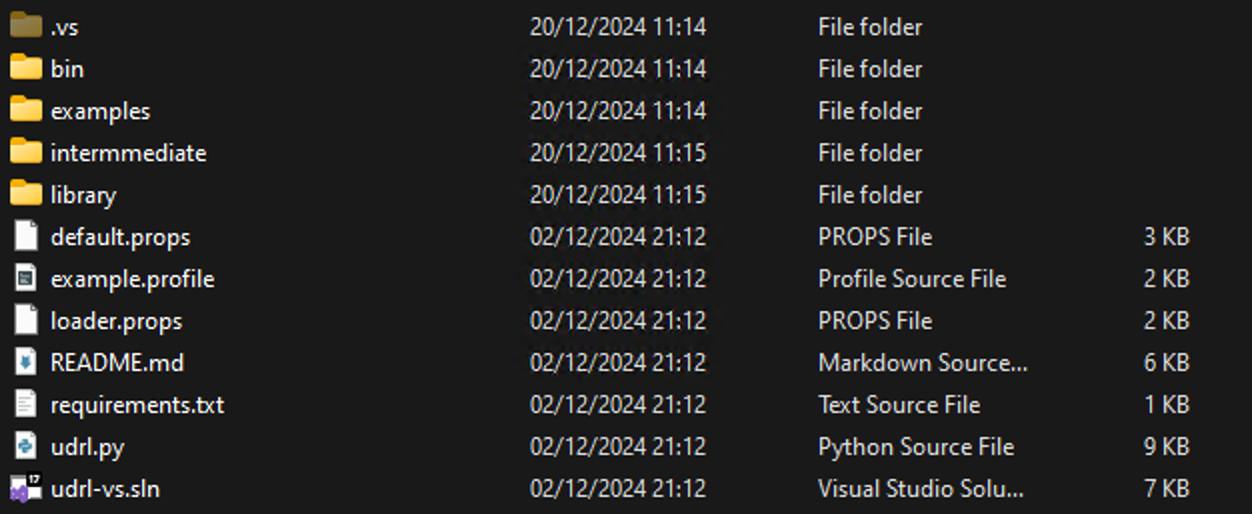 .vs 20/12/2024 11:14 File folder
bin 20/12/2024 11:14 File folder
examples 20/12/2024 11:14 File folder
intermmediate 20/12/2024 11:15 File folder
library 20/12/2024 11:15 File folder
default.props 02/12/2024 21:12 PROPS File 3 KB
example.profile 02/12/2024 21:12 Profile Source File 2 KB
loader.props 02/12/2024 21:12 PROPS File 2 KB
README.md 02/12/2024 21:12 Markdown Source... 6 KB
requirements.txt 02/12/2024 21:12 Text Source File 1 KB
udrl.py 02/12/2024 21:12 Python Source File 9 KB
17 udrl-vs.sln 02/12/2024 21:12 Visual Studio Solu... 7 KB